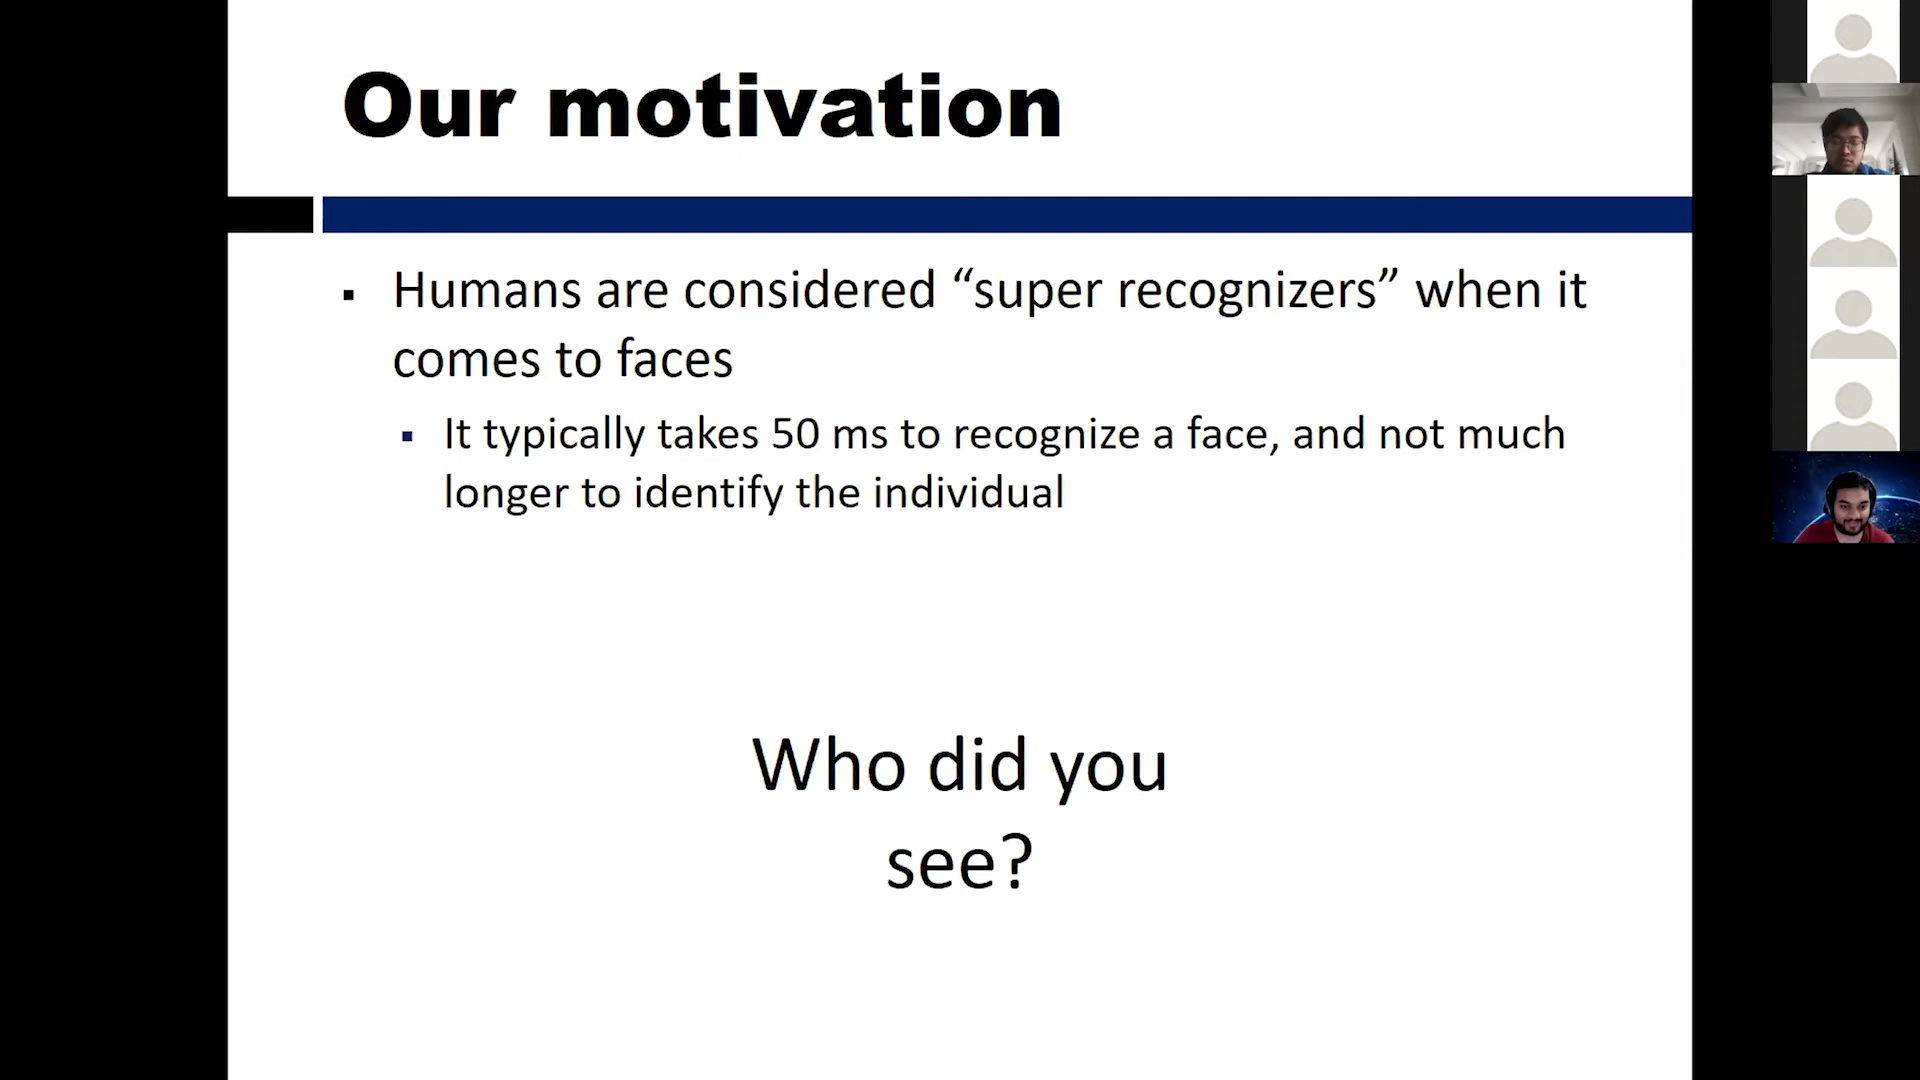 Our motivation
Humans are considered “super recognizers” when it
comes to faces
It typically takes 50 ms to recognize a face, and not much
longer to identify the individual
Who did you
see?